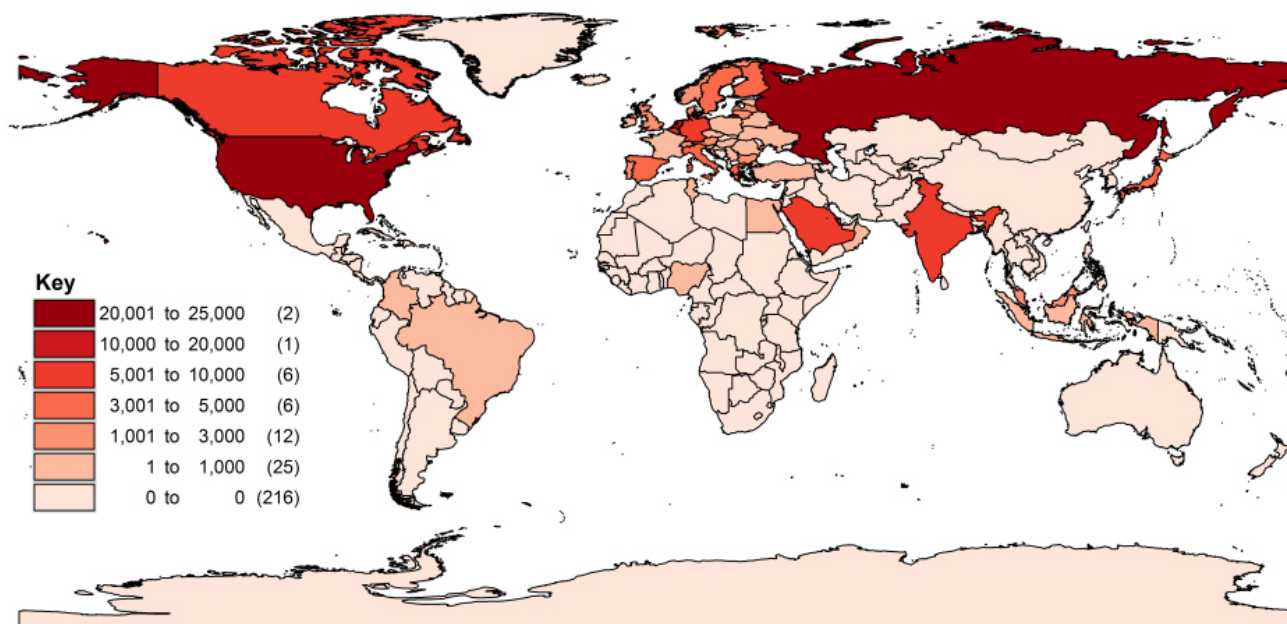 Key
20,001 to 25,000 (2)
10,000 to 20,000 (1)
5,001 to 10,000 (6)
3,001 to 5,000 (6)
1,001 to 3,000 (12)
1 to 1,000 (25)
0 to 0 (216)